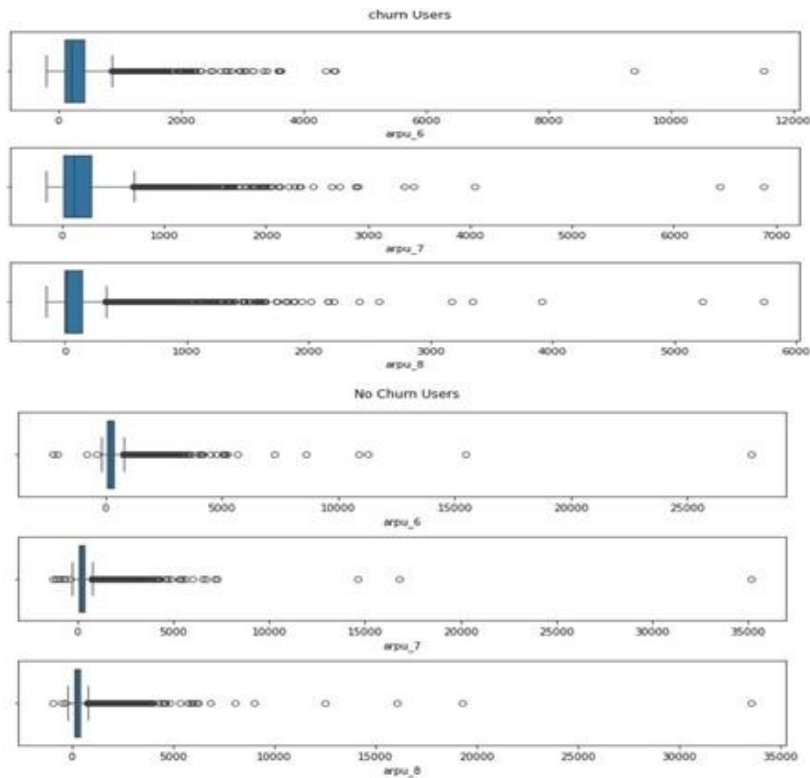 churn Users
0 2000 4000 6000 8000 10000 12000
arpu_6
0 1000 2000 3000 4000 5000 6000 7000
arpu_7
0 1000 2000 3000 4000 5000 6000
arpu_8
No Churn Users
0 5000 10000 15000 20000 25000
arpu_6
0 5000 10000 15000 20000 25000 30000 35000
arpu_7
0 5000 10000 15000 20000 25000 30000 35000
arpu_8